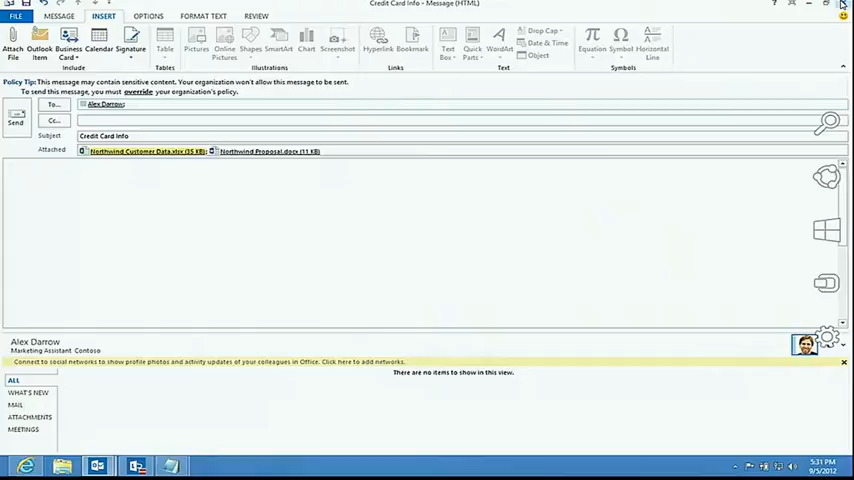 Credit Card Info - Message (HTML)
FILE MESSAGE INSERT OPTIONS FORMAT TEXT REVIEW
Attach File
Outlook Item
Business Card
Calendar
Signature
Table
Pictures
Online Pictures
Shapes
SmartArt
Chart
Screenshot
Hyperlink
Bookmark
Text Box
Quick Parts
WordArt
Drop Cap
Date & Time
Object
Equation
Symbol
Horizontal Line
Include Tables Illustrations Links Text Symbols
Policy Tip: This message may contain sensitive content. Your organization won't allow this message to be sent.
To send this message, you must override your organization's policy.
Send
To... Alex Darrow;
Cc...
Subject Credit Card Info
Attached Northwind Customer Data.xlsx (35 KB); Northwind Proposal.docx (11 KB)
Alex Darrow
Marketing Assistant Contoso
Connect to social networks to show profile photos and activity updates of your colleagues in Office. Click here to add networks.
There are no items to show in this view.
ALL
WHAT'S NEW
MAIL
ATTACHMENTS
MEETINGS
5:31 PM
9/5/2012